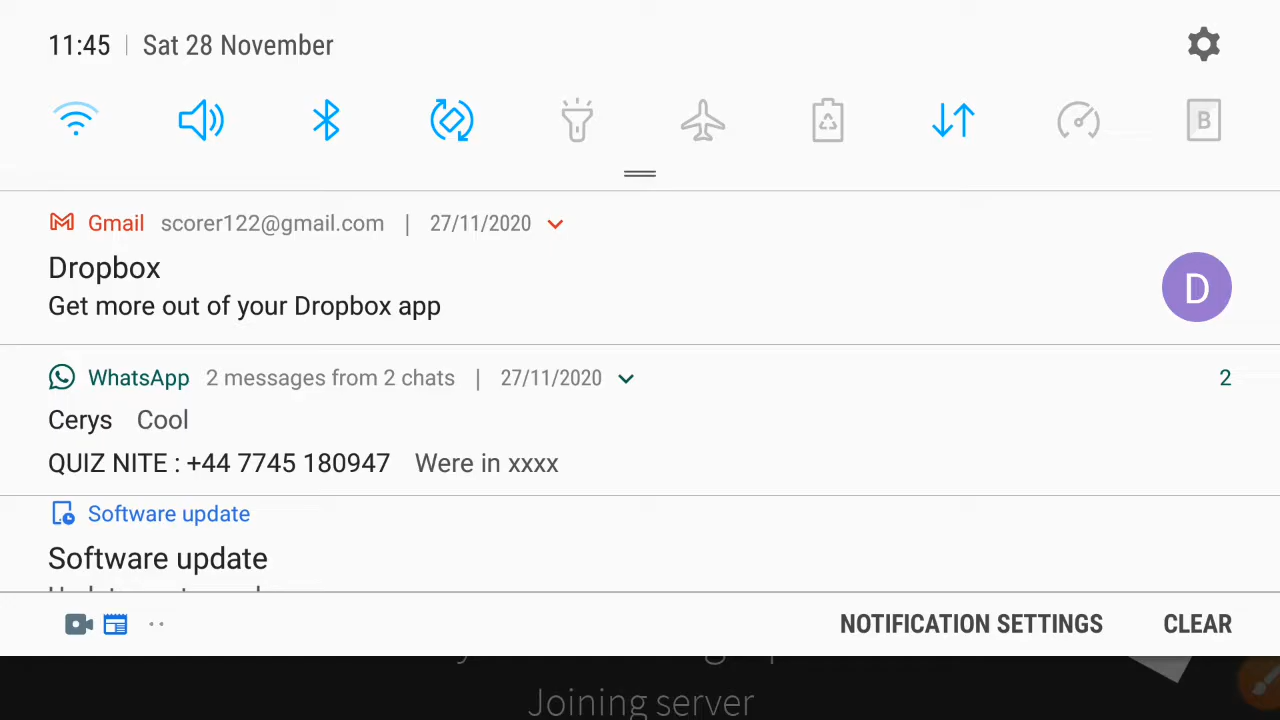 11:45 | Sat 28 November
B
Gmail scorer122@gmail.com | 27/11/2020
Dropbox
Get more out of your Dropbox app
D
WhatsApp 2 messages from 2 chats | 27/11/2020 2
Cerys Cool
QUIZ NITE : +44 7745 180947 Were in xxxx
Software update
Software update
NOTIFICATION SETTINGS CLEAR
Joining server